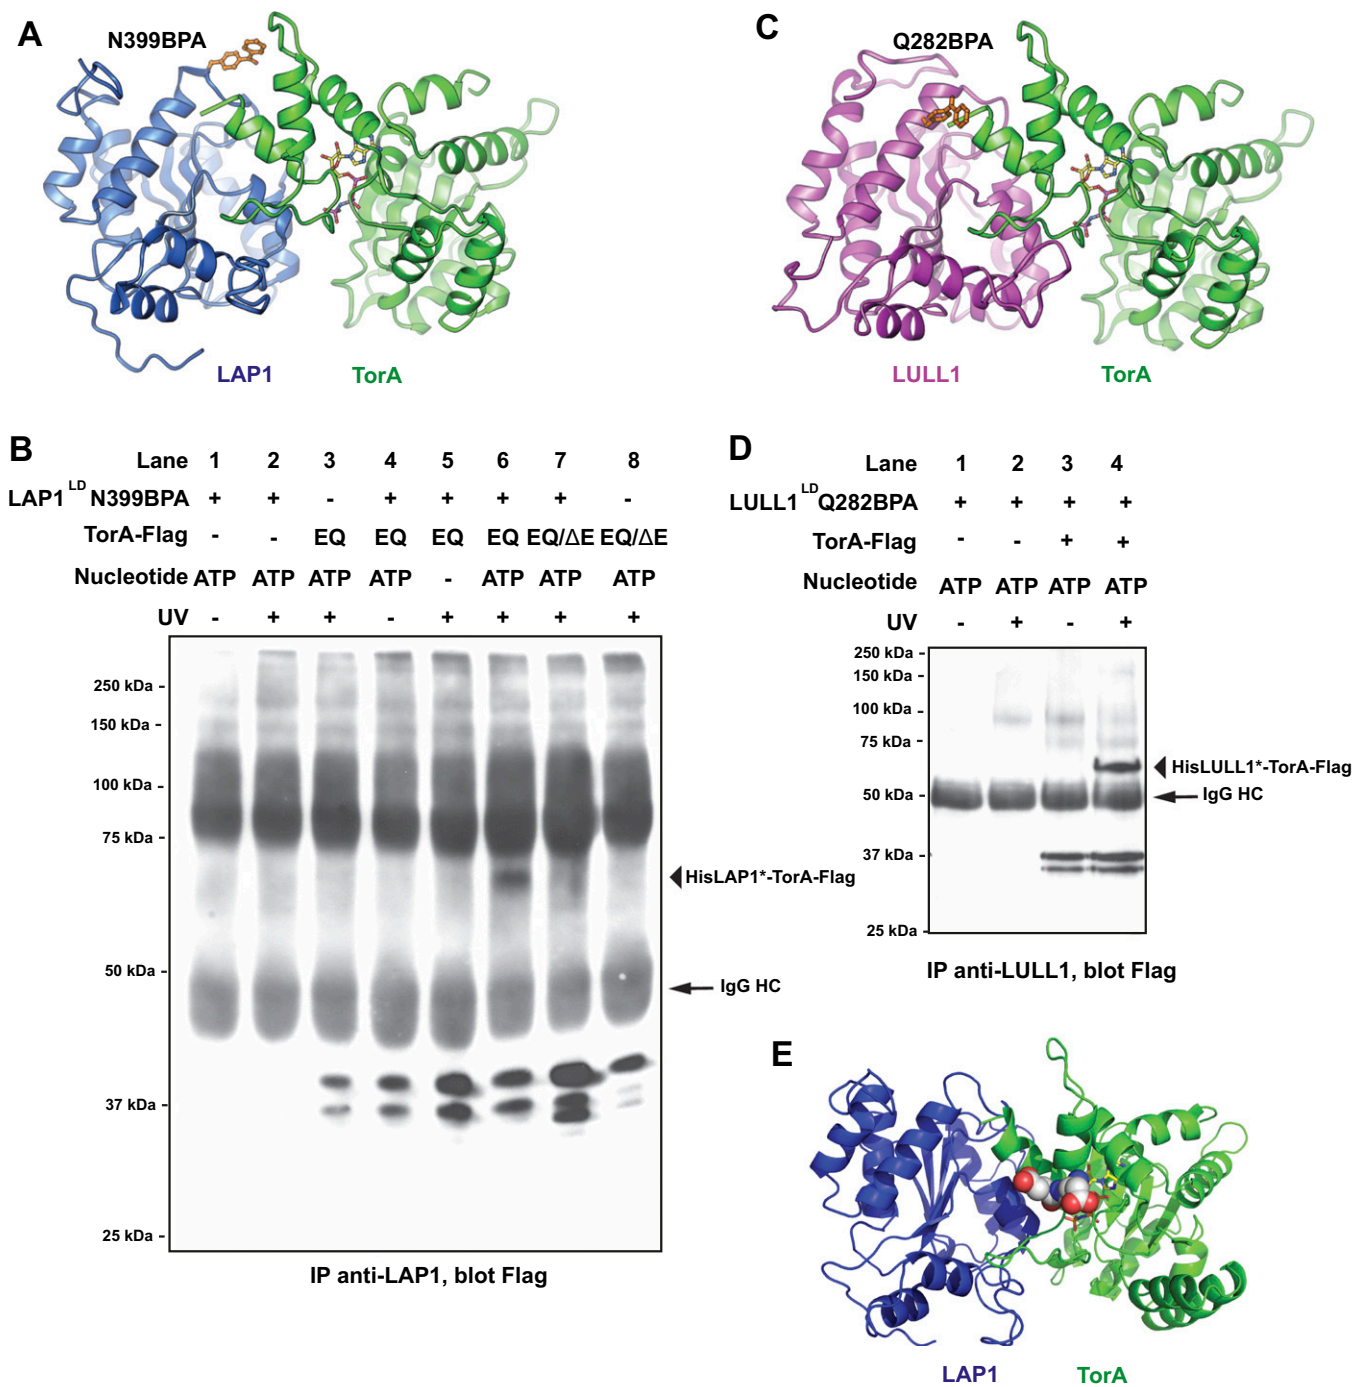 A
N399BPA
LAP1 TorA
C
Q282BPA
LULL1 TorA
B
Lane 1 2 3 4 5 6 7 8
LAP1 LD N399BPA + + - + + + + -
TorA-Flag - - EQ EQ EQ EQ EQ/ΔE EQ/ΔE
Nucleotide ATP ATP ATP ATP - ATP ATP ATP
UV - + + - + + + +
250 kDa -
150 kDa -
100 kDa -
75 kDa -
HisLAP1*-TorA-Flag
50 kDa -
IgG HC
37 kDa -
25 kDa -
IP anti-LAP1, blot Flag
D
Lane 1 2 3 4
LULL1 LD Q282BPA + + + +
TorA-Flag - - + +
Nucleotide ATP ATP ATP ATP
UV - + - +
250 kDa -
150 kDa -
100 kDa -
75 kDa -
HisLULL1*-TorA-Flag
50 kDa -
IgG HC
37 kDa -
25 kDa -
IP anti-LULL1, blot Flag
E
LAP1 TorA